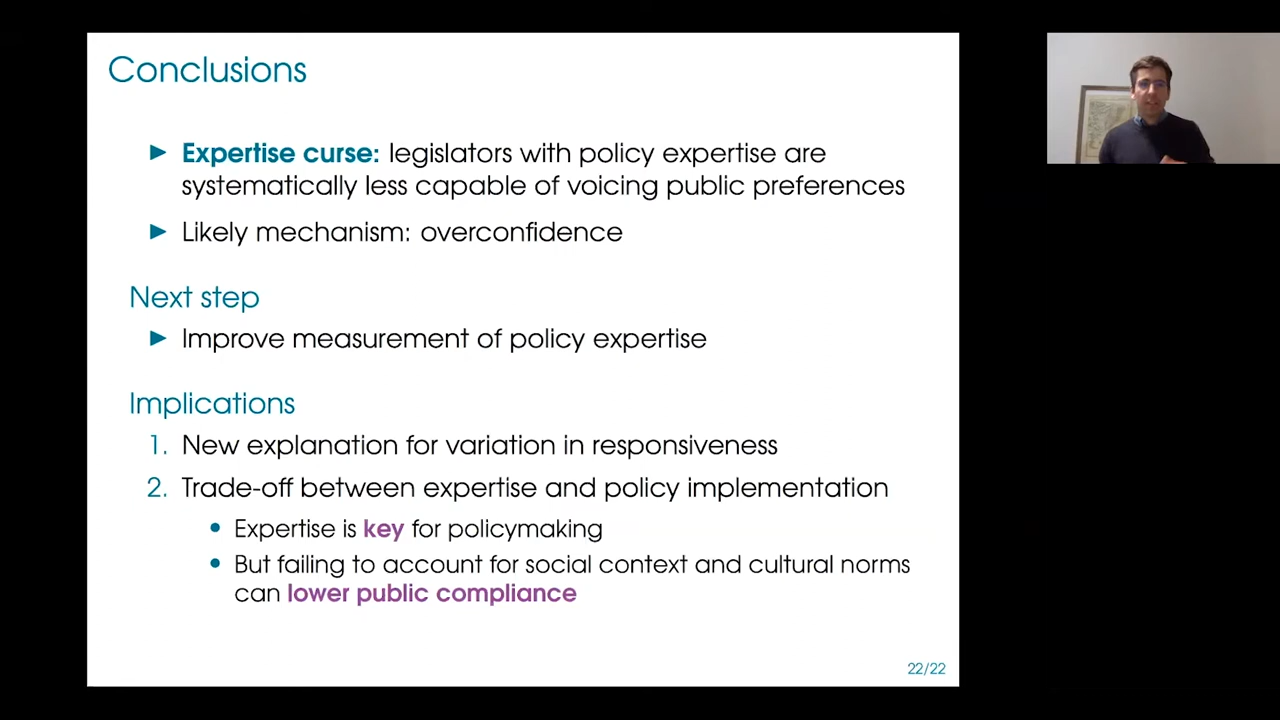 Conclusions
► Expertise curse: legislators with policy expertise are
systematically less capable of voicing public preferences
► Likely mechanism: overconfidence
Next step
► Improve measurement of policy expertise
Implications
1. New explanation for variation in responsiveness
2. Trade-off between expertise and policy implementation
• Expertise is key for policymaking
• But failing to account for social context and cultural norms
can lower public compliance
22/22